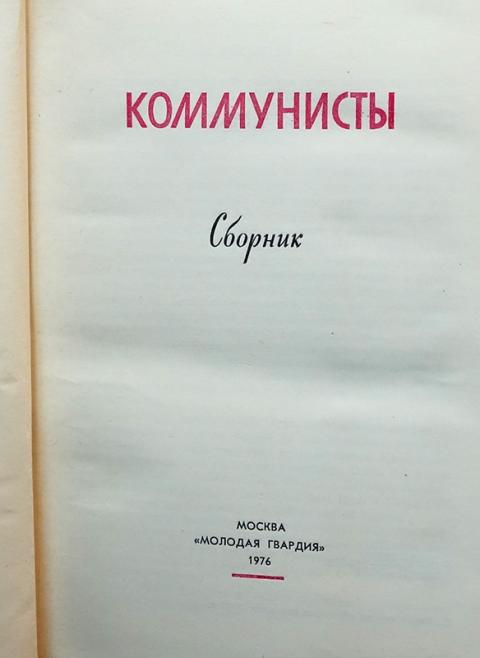 КОММУНИСТЫ
Сборник
МОСКВА
«МОЛОДАЯ ГВАРДИЯ»
1976